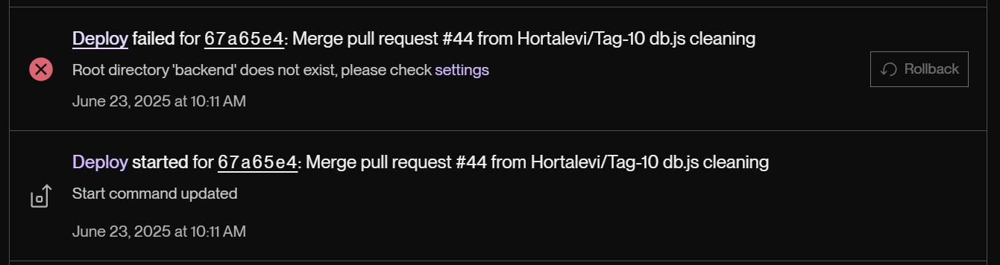 Deploy failed for 67a65e4: Merge pull request #44 from Hortalevi/Tag-10 db.js cleaning
Root directory 'backend' does not exist, please check settings
Rollback
June 23, 2025 at 10:11 AM
Deploy started for 67a65e4: Merge pull request #44 from Hortalevi/Tag-10 db.js cleaning
Start command updated
June 23, 2025 at 10:11 AM